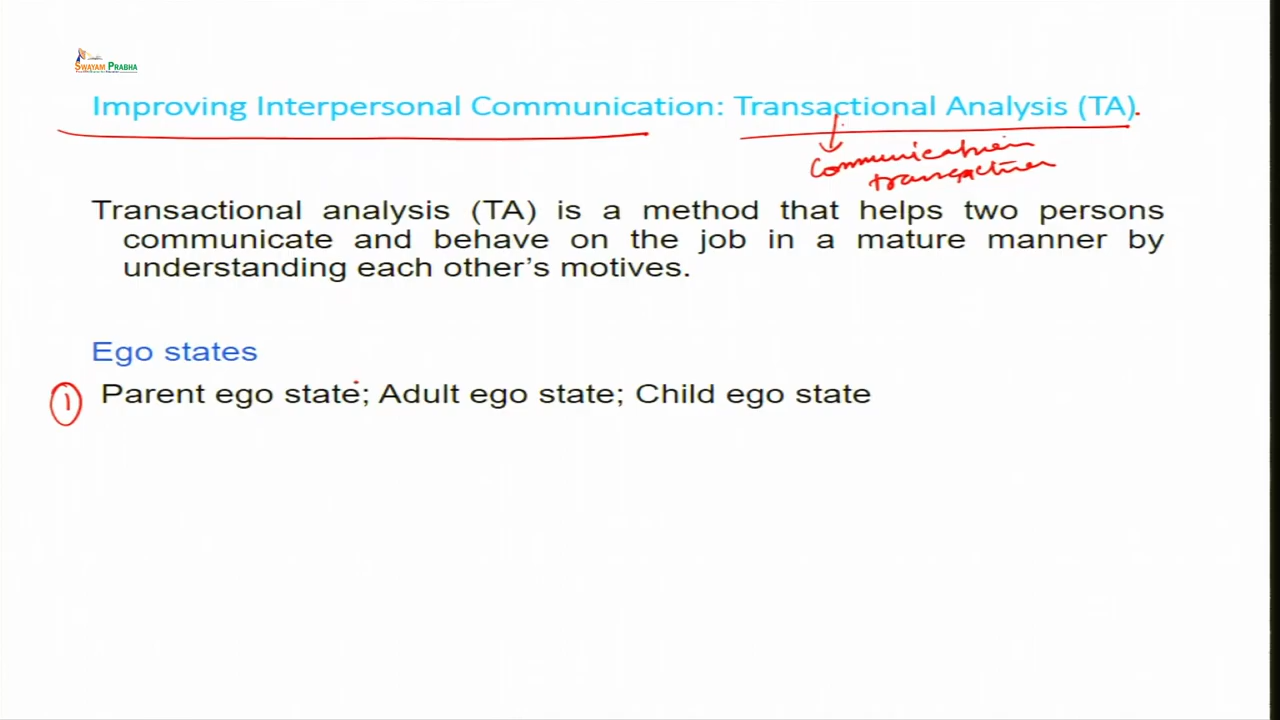 SWAYAM PRABHA
Improving Interpersonal Communication: Transactional Analysis (TA).
Communication
transaction
Transactional analysis (TA) is a method that helps two persons
communicate and behave on the job in a mature manner by
understanding each other's motives.
Ego states
1 Parent ego state; Adult ego state; Child ego state